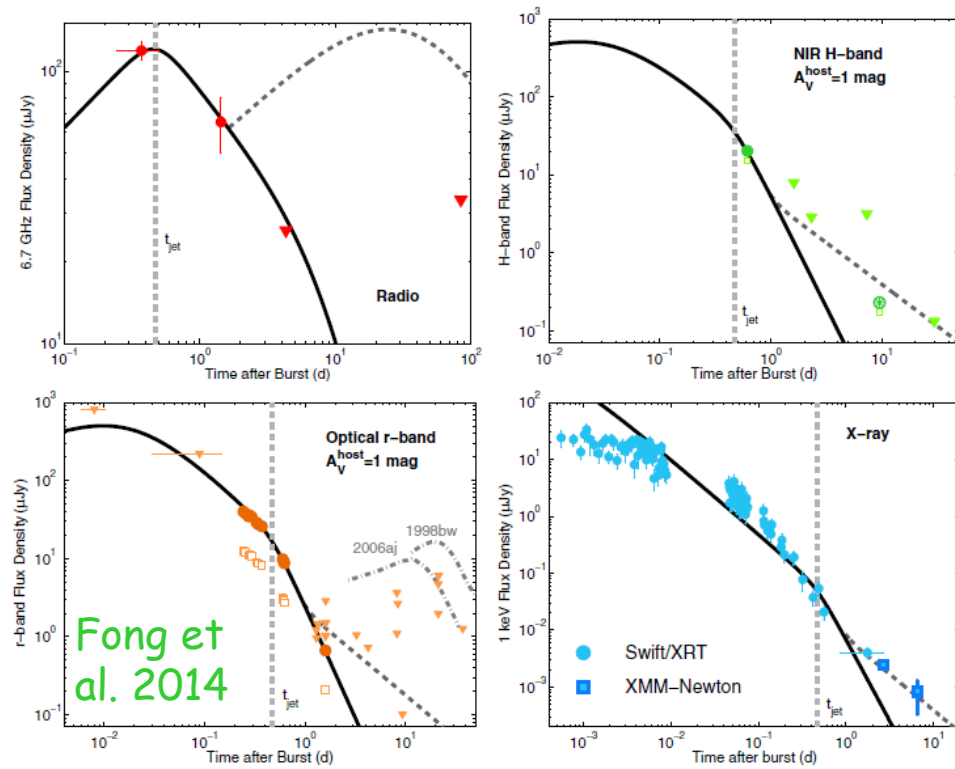 6.7 GHz Flux Density (μJy)
10²
10¹
t_jet
Radio
10⁻¹ 10⁰ 10¹ 10²
Time after Burst (d)
H-band Flux Density (μJy)
10³
10²
10¹
10⁰
10⁻¹
NIR H-band
A_V^host=1 mag
t_jet
10⁻² 10⁻¹ 10⁰ 10¹
Time after Burst (d)
r-band Flux Density (μJy)
10³
10²
10¹
10⁰
10⁻¹
Optical r-band
A_V^host=1 mag
1998bw
2006aj
Fong et
al. 2014
t_jet
10⁻² 10⁻¹ 10⁰ 10¹
Time after Burst (d)
1 keV Flux Density (μJy)
10²
10¹
10⁰
10⁻¹
10⁻²
10⁻³
X-ray
Swift/XRT
XMM-Newton
t_jet
10⁻³ 10⁻² 10⁻¹ 10⁰ 10¹
Time after Burst (d)